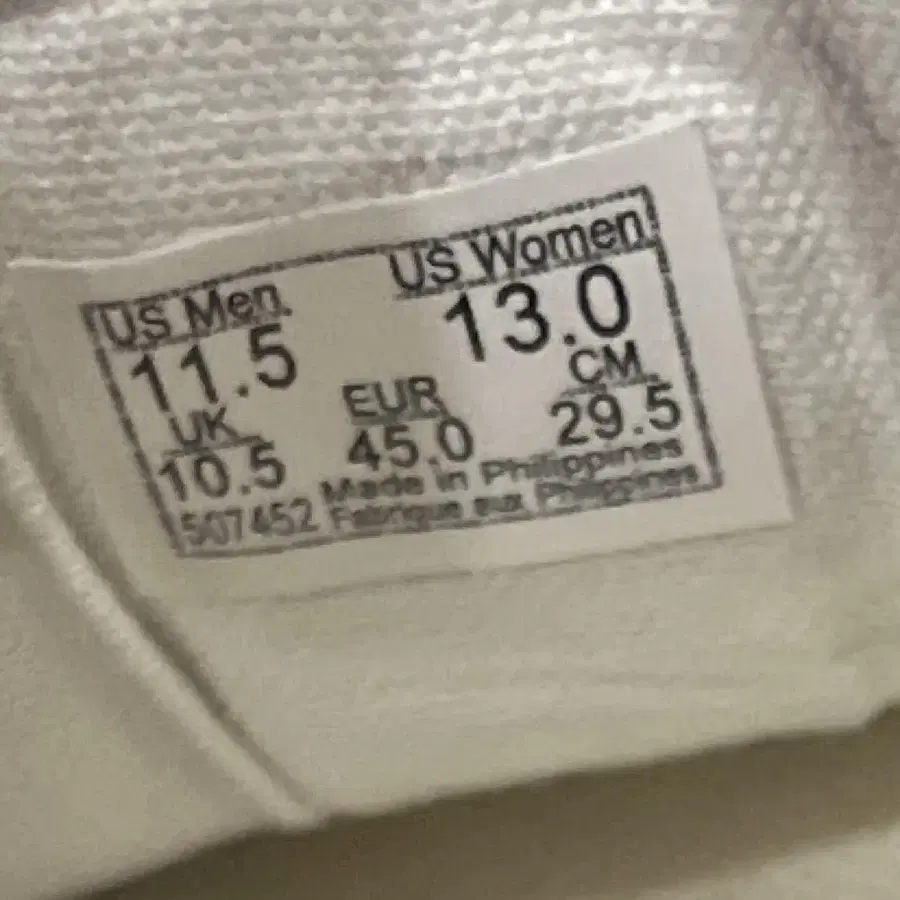 US Men US Women
11.5 13.0
UK EUR CM
10.5 45.0 29.5
507452 Made in Philippines
Fabrique aux Philippines